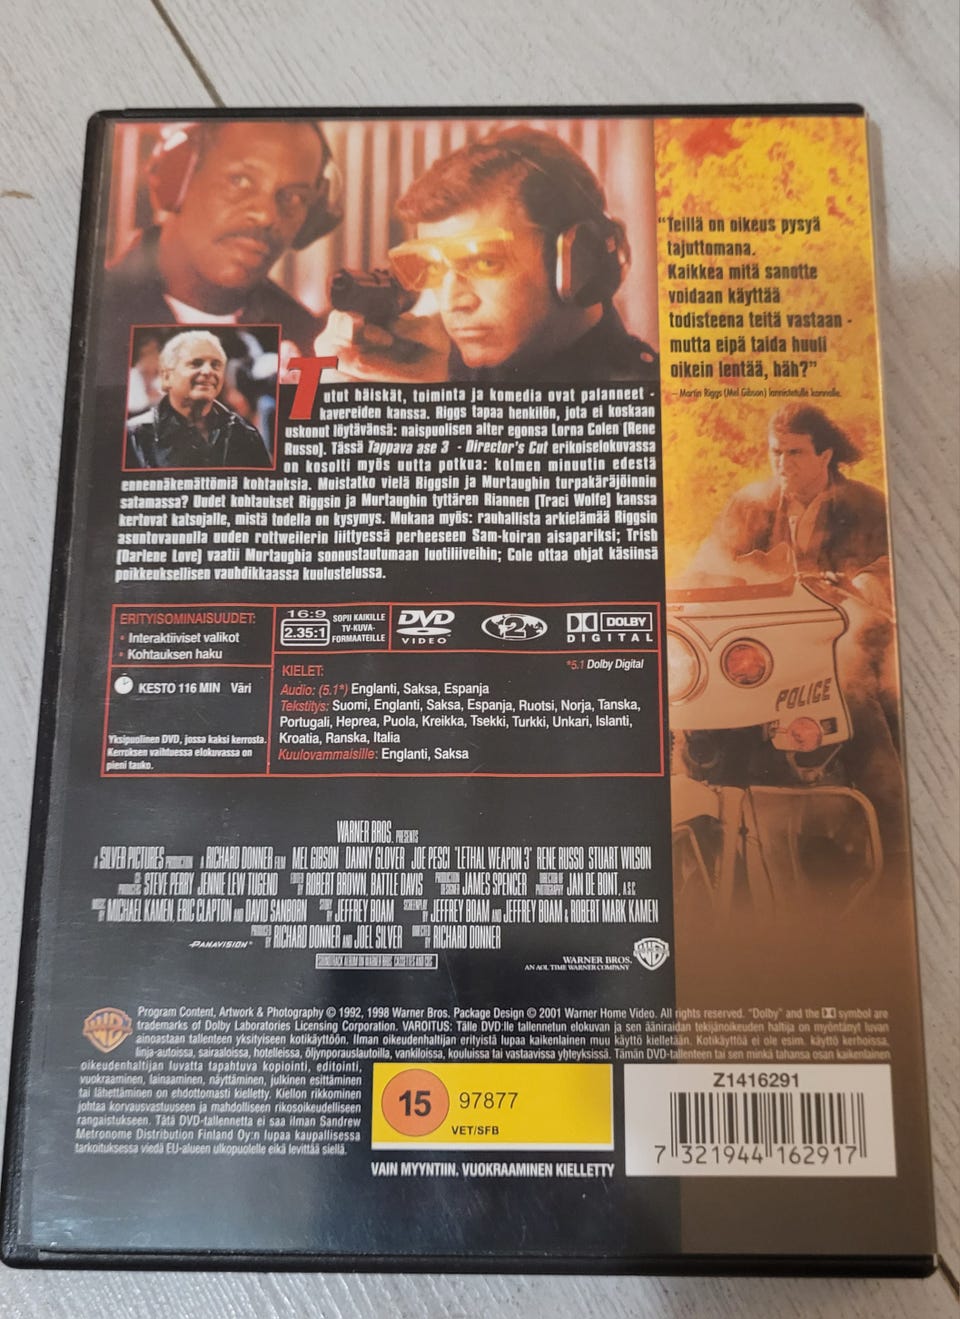 “Teillä on oikeus pysyä
tajuttomana.
Kaikkea mitä sanotte
voidaan käyttää
todisteena teitä vastaan -
mutta eipä taida huuli
oikein lentää, häh?”
– Martin Riggs (Mel Gibson) lannistetulle konnalle.
Tutut häiskät, toiminta ja komedia ovat palanneet -
kavereiden kanssa. Riggs tapaa henkilön, jota ei koskaan
uskonut löytävänsä: naispuolisen alter egonsa Lorna Colen (Rene
Russo). Tässä Tappava ase 3 - Director's Cut erikoiselokuvassa
on kosolti myös uutta potkua: kolmen minuutin edestä
ennennäkemättömiä kohtauksia. Muistatko vielä Riggsin ja Murtaughin turpakäräjöinnin
satamassa? Uudet kohtaukset Riggsin ja Murtaughin tyttären Riannen (Traci Wolfe) kanssa
kertovat katsojalle, mistä todella on kysymys. Mukana myös: rauhallista arkielämää Riggsin
asuntovaunulla uuden rottweilerin liittyessä perheeseen Sam-koiran aisapariksi; Trish
(Darlene Love) vaatii Murtaughia sonnustautumaan luotiliiveihin; Cole ottaa ohjat käsiinsä
poikkeuksellisen vauhdikkaassa kuulustelussa.
POLICE
ERITYISOMINAISUUDET:
• Interaktiiviset valikot
• Kohtauksen haku
16:9
2.35:1
SOPII KAIKILLE
TV-KUVA-
FORMAATEILLE
DVD
VIDEO
2
DOLBY
DIGITAL
KESTO 116 MIN Väri
Yksipuolinen DVD, jossa kaksi kerrosta.
Kerroksen vaihtuessa elokuvassa on
pieni tauko.
*5.1 Dolby Digital
KIELET:
Audio: (5.1*) Englanti, Saksa, Espanja
Tekstitys: Suomi, Englanti, Saksa, Espanja, Ruotsi, Norja, Tanska,
Portugali, Heprea, Puola, Kreikka, Tsekki, Turkki, Unkari, Islanti,
Kroatia, Ranska, Italia
Kuulovammaisille: Englanti, Saksa
WARNER BROS. PRESENTS
A SILVER PICTURES PRODUCTION A RICHARD DONNER FILM MEL GIBSON DANNY GLOVER JOE PESCI "LETHAL WEAPON 3" RENE RUSSO STUART WILSON
CO-PRODUCERS STEVE PERRY JENNIE LEW TUGEND EDITED BY ROBERT BROWN, BATTLE DAVIS PRODUCTION DESIGNER JAMES SPENCER DIRECTOR OF PHOTOGRAPHY JAN DE BONT, A.S.C.
MUSIC BY MICHAEL KAMEN, ERIC CLAPTON AND DAVID SANBORN STORY BY JEFFREY BOAM SCREENPLAY BY JEFFREY BOAM AND JEFFREY BOAM & ROBERT MARK KAMEN
PANAVISION® PRODUCED BY RICHARD DONNER AND JOEL SILVER DIRECTED BY RICHARD DONNER
SOUNDTRACK ALBUM ON WARNER BROS. CASSETTES AND CDS
WARNER BROS.
AN AOL TIME WARNER COMPANY
Program Content, Artwork & Photography © 1992, 1998 Warner Bros. Package Design © 2001 Warner Home Video. All rights reserved. "Dolby" and the symbol are
trademarks of Dolby Laboratories Licensing Corporation. VAROITUS: Tälle DVD:lle tallennetun elokuvan ja sen ääniraidan tekijänoikeuden haltija on myöntänyt luvan
ainoastaan tallenteen yksityiseen kotikäyttöön. Ilman oikeudenhaltijan erityistä lupaa kaikenlainen muu käyttö kielletään. Kotikäyttöä ei ole esim. käyttö kerhoissa,
linja-autoissa, sairaaloissa, hotelleissa, öljynporauslautoilla, vankiloissa, kouluissa tai vastaavissa yhteyksissä. Tämän DVD-tallenteen tai sen minkä tahansa osan kaikenlainen
oikeudenhaltijan luvatta tapahtuva kopiointi, editointi,
vuokraaminen, lainaaminen, näyttäminen, julkinen esittäminen
tai lähettäminen on ehdottomasti kielletty. Kiellon rikkominen
johtaa korvausvastuuseen ja mahdolliseen rikosoikeudelliseen
rangaistukseen. Tätä DVD-tallennetta ei saa ilman Sandrew
Metronome Distribution Finland Oy:n lupaa kaupallisessa
tarkoituksessa viedä EU-alueen ulkopuolelle eikä levittää siellä.
15
97877
VET/SFB
VAIN MYYNTIIN, VUOKRAAMINEN KIELLETTY
Z1416291
7 321944 162917